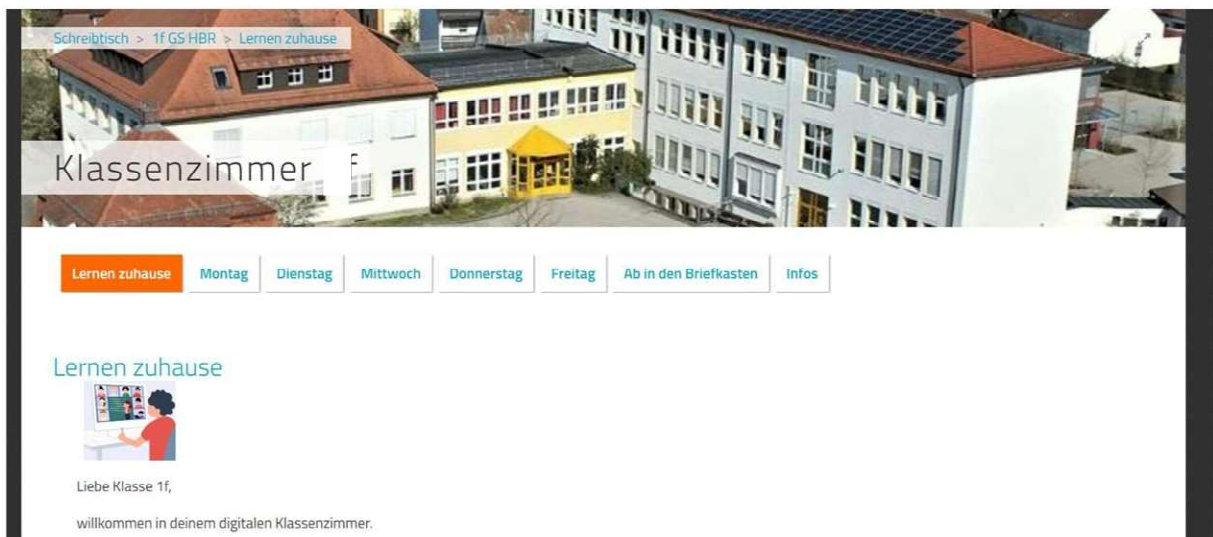 Schreibtisch > 1f GS HBR > Lernen zuhause
Klassenzimmer f
Lernen zuhause Montag Dienstag Mittwoch Donnerstag Freitag Ab in den Briefkasten Infos
Lernen zuhause
Liebe Klasse 1f,
willkommen in deinem digitalen Klassenzimmer.